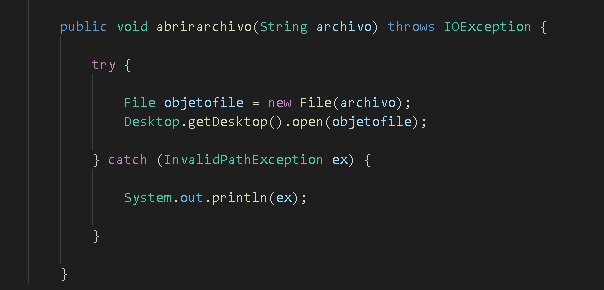 public void abrirarchivo(String archivo) throws IOException {
try {
File objetofile = new File(archivo);
Desktop.getDesktop().open(objetofile);
} catch (InvalidPathException ex) {
System.out.println(ex);
}
}